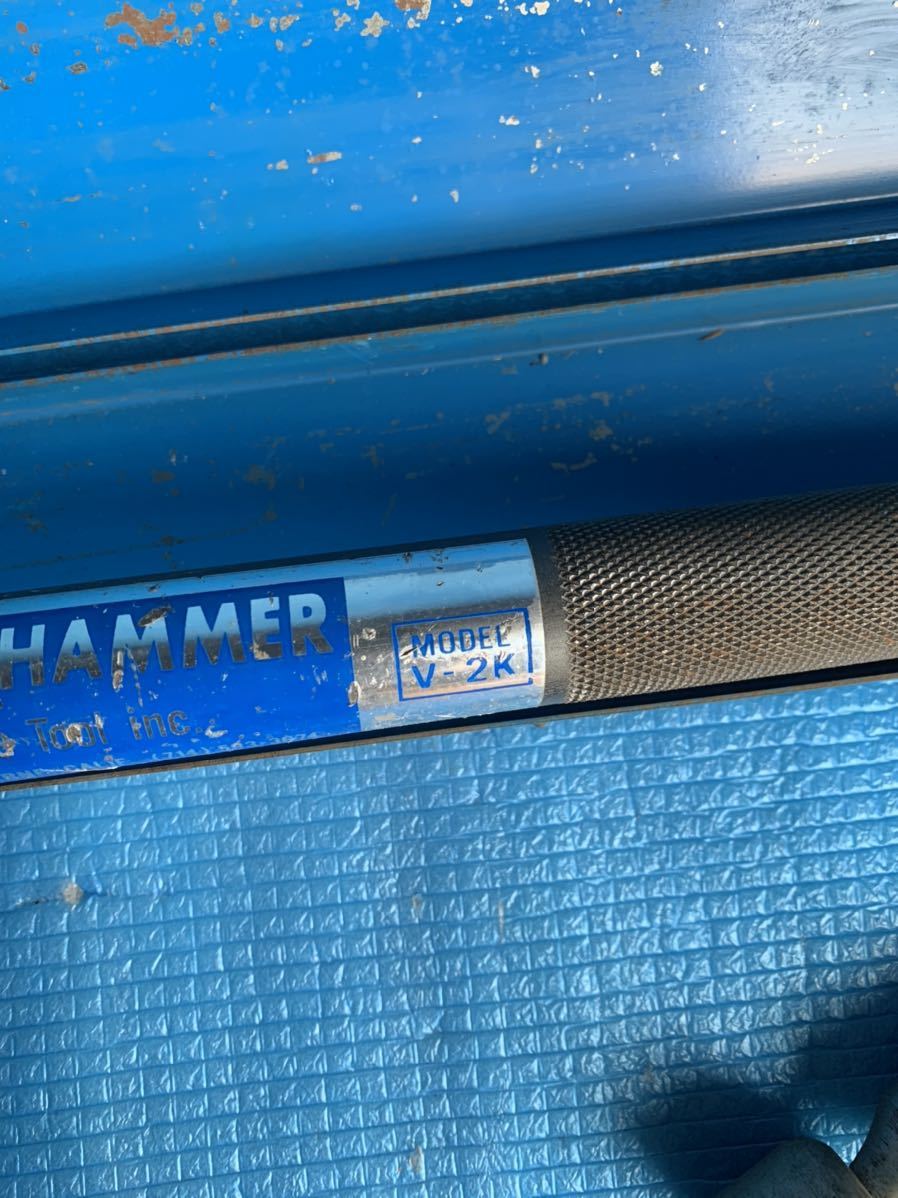 HAMMER
Tool inc.
MODEL
V-2K